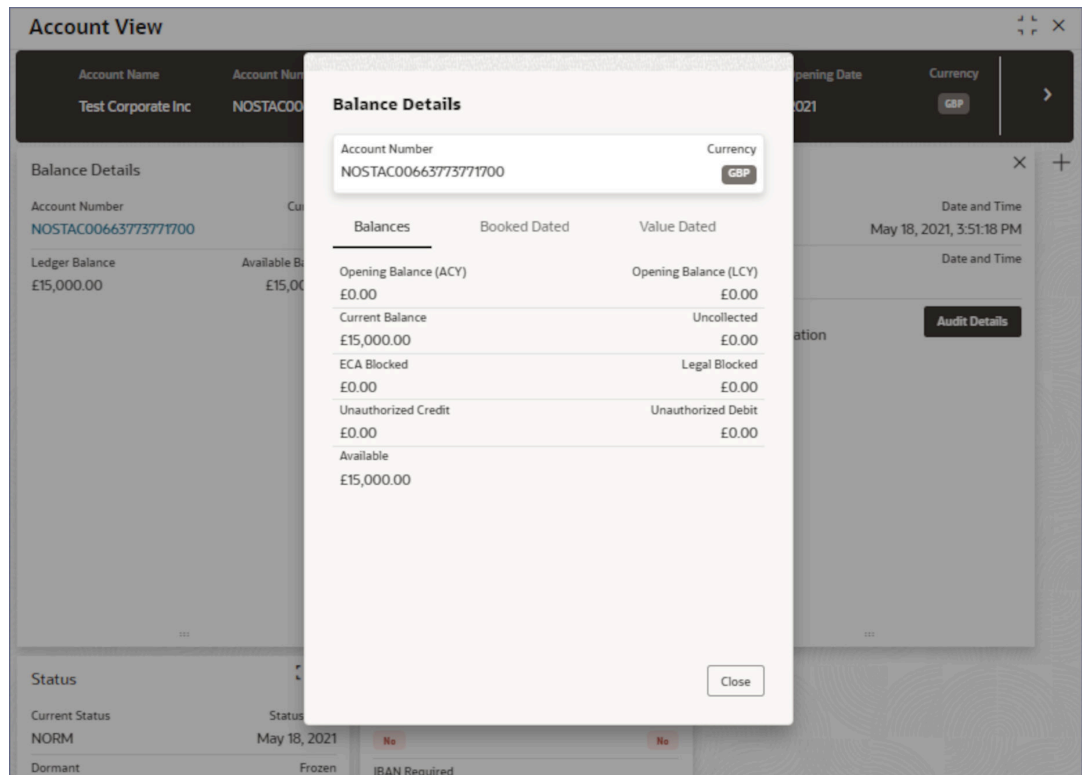 Account View
Account Name Account Num pening Date Currency
Test Corporate Inc NOSTAC00 021 GBP
Balance Details
Account Number
Cu
NOSTAC00663773771700
Ledger Balance Available Ba
£15,000.00 £15,00
Balance Details
Account Number Currency
NOSTAC00663773771700 GBP
Balances Booked Dated Value Dated
Opening Balance (ACY) Opening Balance (LCY)
£0.00 £0.00
Current Balance Uncollected
£15,000.00 £0.00
ECA Blocked Legal Blocked
£0.00 £0.00
Unauthorized Credit Unauthorized Debit
£0.00 £0.00
Available
£15,000.00
Close
Date and Time
May 18, 2021, 3:51:18 PM
Date and Time
Audit Details
ation
Status
Current Status Status
NORM May 18, 2021
Dormant Frozen
No No
IBAN Required